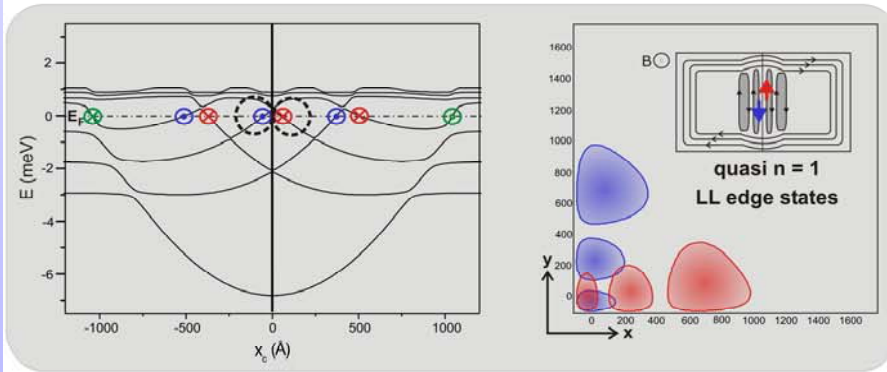 2
0
-2
-4
-6
E (meV)
E_F
-1000 -500 0 500 1000
x_c (Å)
1600
1400
1200
1000
800
600
400
200
0
y
x
0 200 400 600 800 1000 1200 1400 1600
B
quasi n = 1
LL edge states